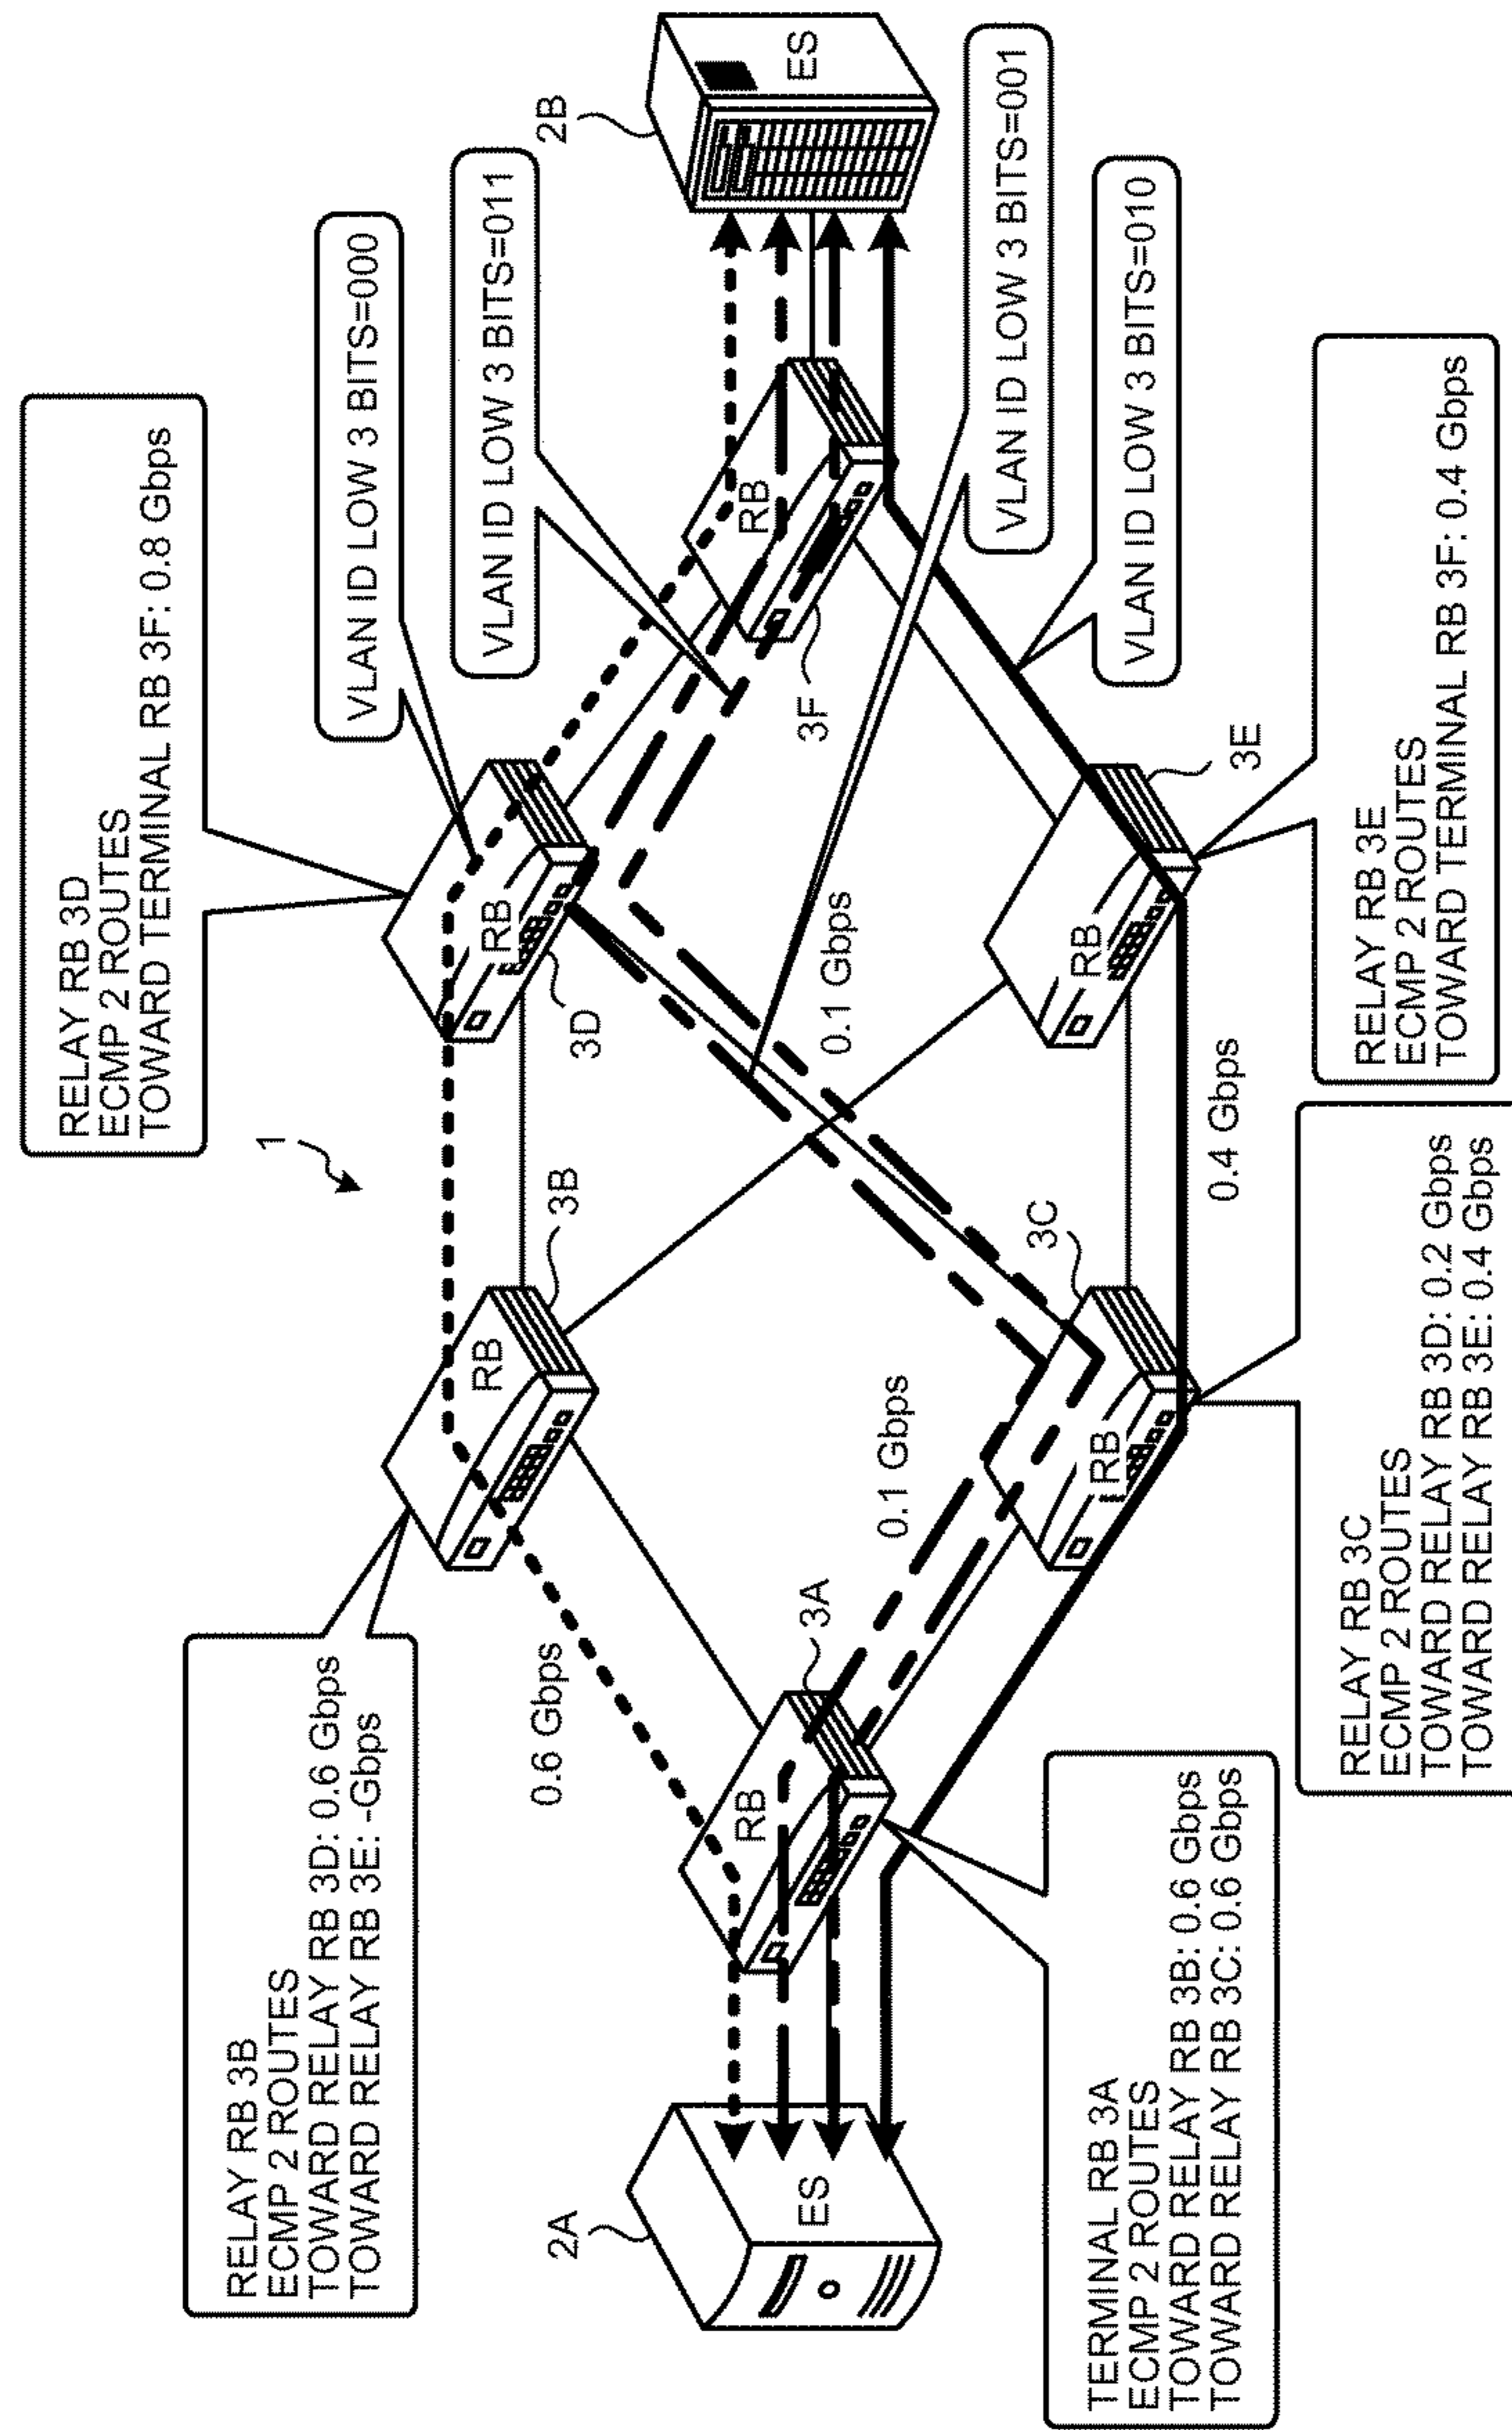 RELAY RB 3B
ECMP 2 ROUTES
TOWARD RELAY RB 3D: 0.6 Gbps
TOWARD RELAY RB 3E: -Gbps
RELAY RB 3D
ECMP 2 ROUTES
TOWARD TERMINAL RB 3F: 0.8 Gbps
1
VLAN ID LOW 3 BITS=000
VLAN ID LOW 3 BITS=011
3B
RB
RB
3D
0.6 Gbps
2A
ES
RB
3A
0.1 Gbps
0.1 Gbps
RB
3F
2B
ES
VLAN ID LOW 3 BITS=001
VLAN ID LOW 3 BITS=010
3C
RB
RB
3E
0.4 Gbps
TERMINAL RB 3A
ECMP 2 ROUTES
TOWARD RELAY RB 3B: 0.6 Gbps
TOWARD RELAY RB 3C: 0.6 Gbps
RELAY RB 3C
ECMP 2 ROUTES
TOWARD RELAY RB 3D: 0.2 Gbps
TOWARD RELAY RB 3E: 0.4 Gbps
RELAY RB 3E
ECMP 2 ROUTES
TOWARD TERMINAL RB 3F: 0.4 Gbps